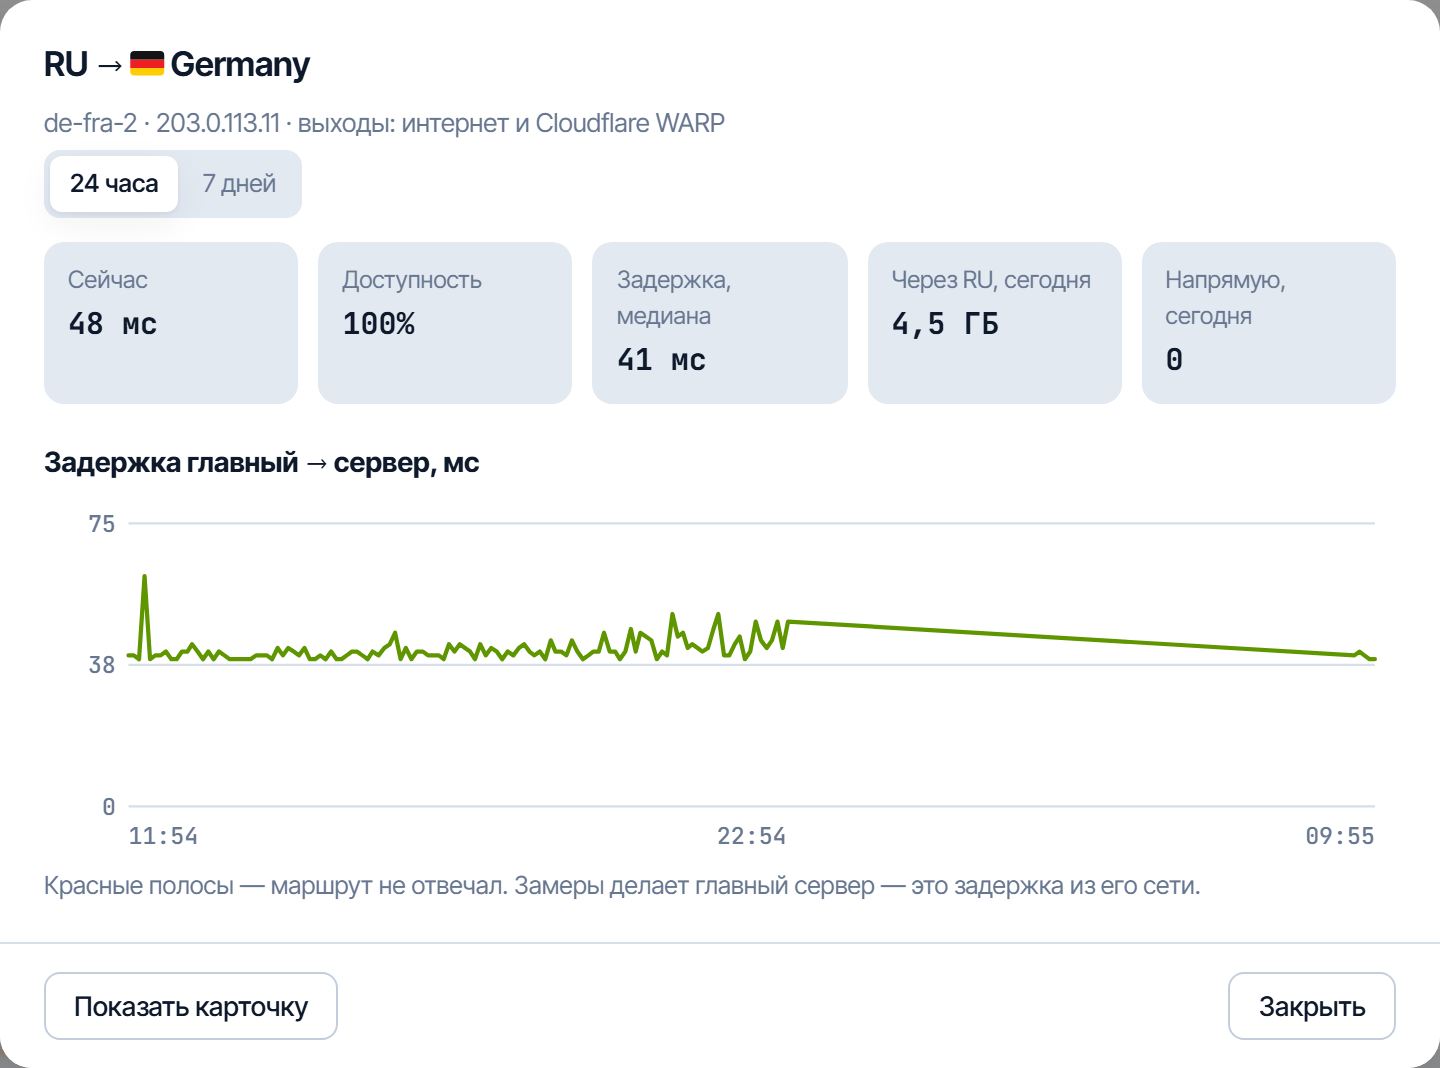 RU → Germany
de-fra-2 · 203.0.113.11 · выходы: интернет и Cloudflare WARP
24 часа 7 дней
Сейчас
48 мс
Доступность
100%
Задержка,
медиана
41 мс
Через RU, сегодня
4,5 ГБ
Напрямую,
сегодня
0
Задержка главный → сервер, мс
75
38
0
11:54 22:54 09:55
Красные полосы — маршрут не отвечал. Замеры делает главный сервер — это задержка из его сети.
Показать карточку Закрыть